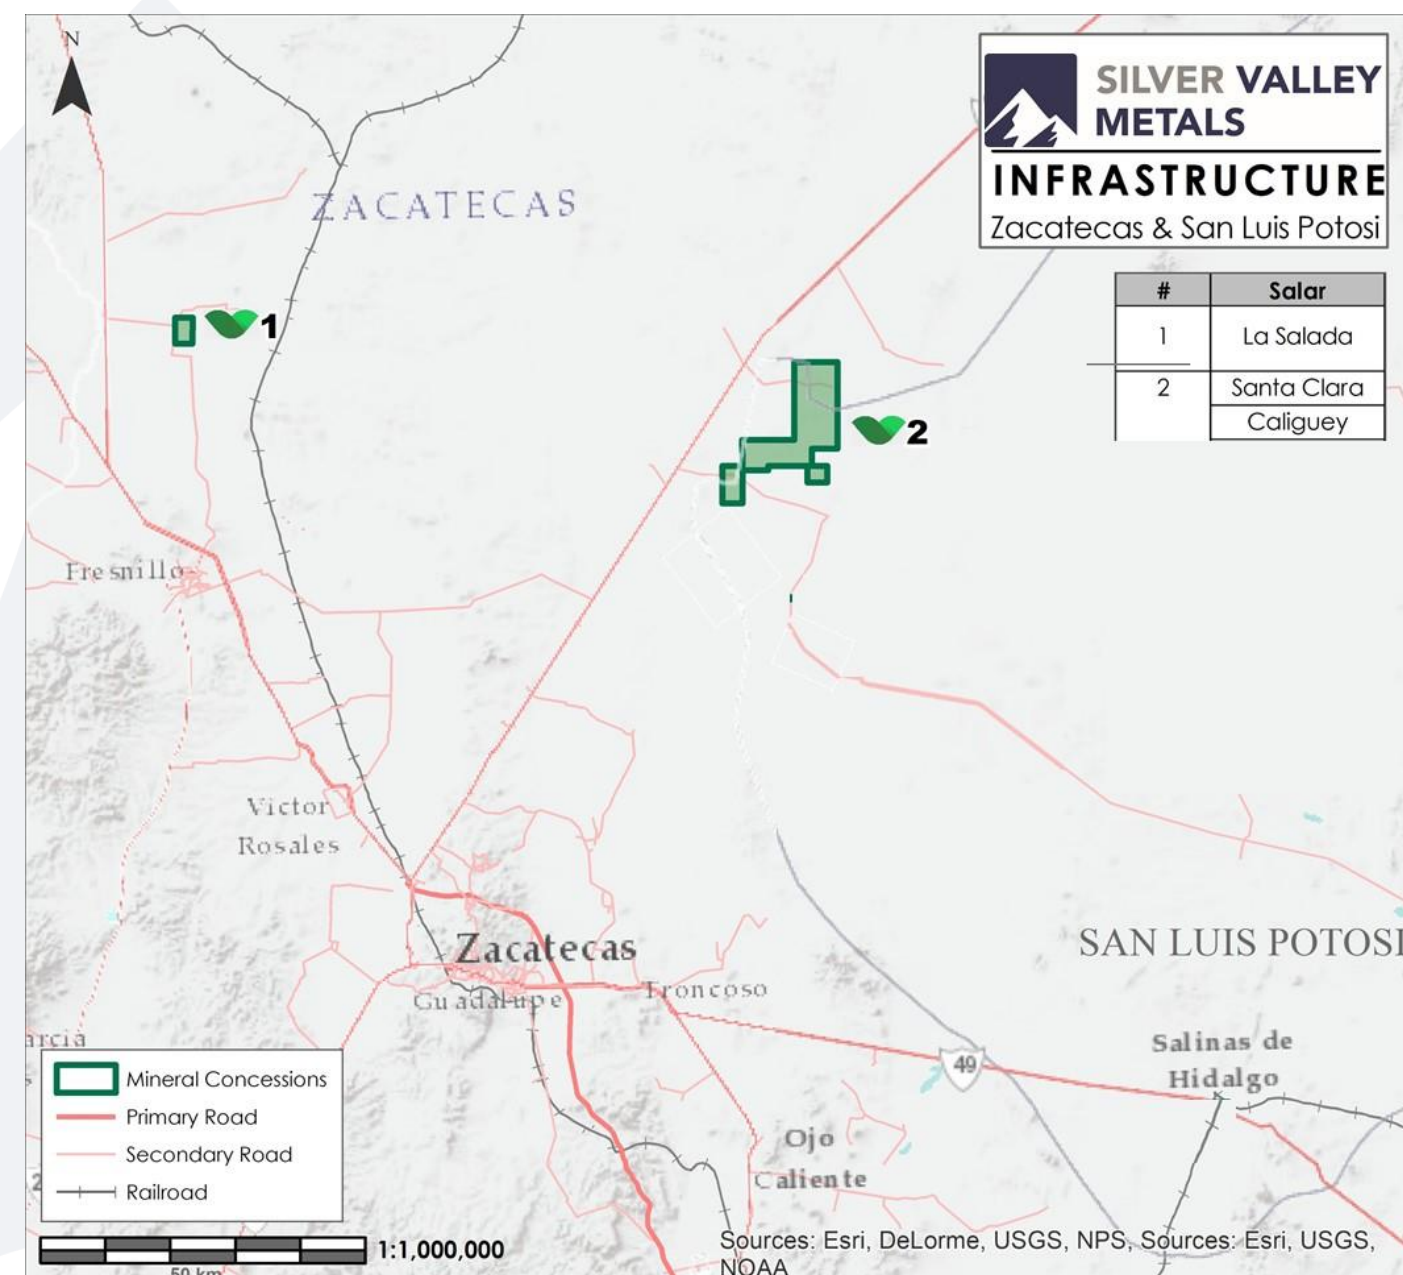 N
SILVER VALLEY
METALS
INFRASTRUCTURE
Zacatecas & San Luis Potosi
ZACATECAS
# Salar
1 La Salada
2 Santa Clara
Caliguey
1
2
Fresnillo
Victor
Rosales
Zacatecas
Guadalupe
Troncoso
SAN LUIS POTOSI
49
Salinas de
Hidalgo
Ojo
Caliente
arcia
Mineral Concessions
Primary Road
Secondary Road
Railroad
2
1:1,000,000
50 km
Sources: Esri, DeLorme, USGS, NPS, Sources: Esri, USGS,
NOAA